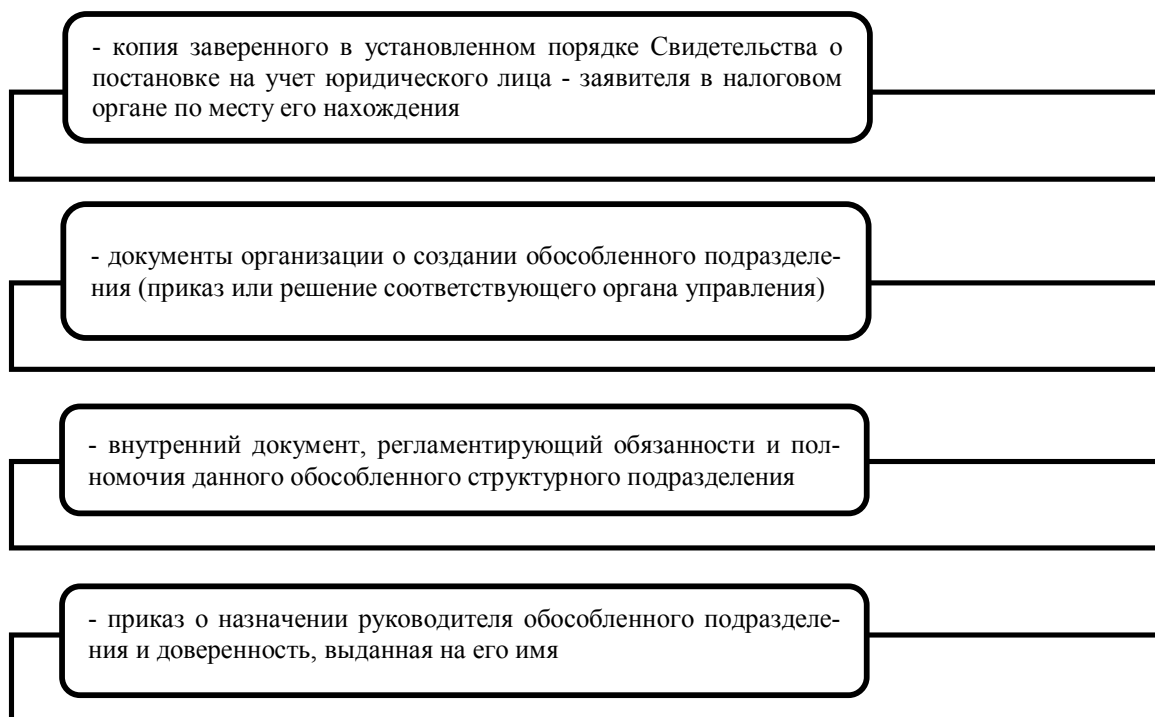 - копия заверенного в установленном порядке Свидетельства о
постановке на учет юридического лица - заявителя в налоговом
органе по месту его нахождения
- документы организации о создании обособленного подразделе-
ния (приказ или решение соответствующего органа управления)
- внутренний документ, регламентирующий обязанности и пол-
номочия данного обособленного структурного подразделения
- приказ о назначении руководителя обособленного подразделе-
ния и доверенность, выданная на его имя